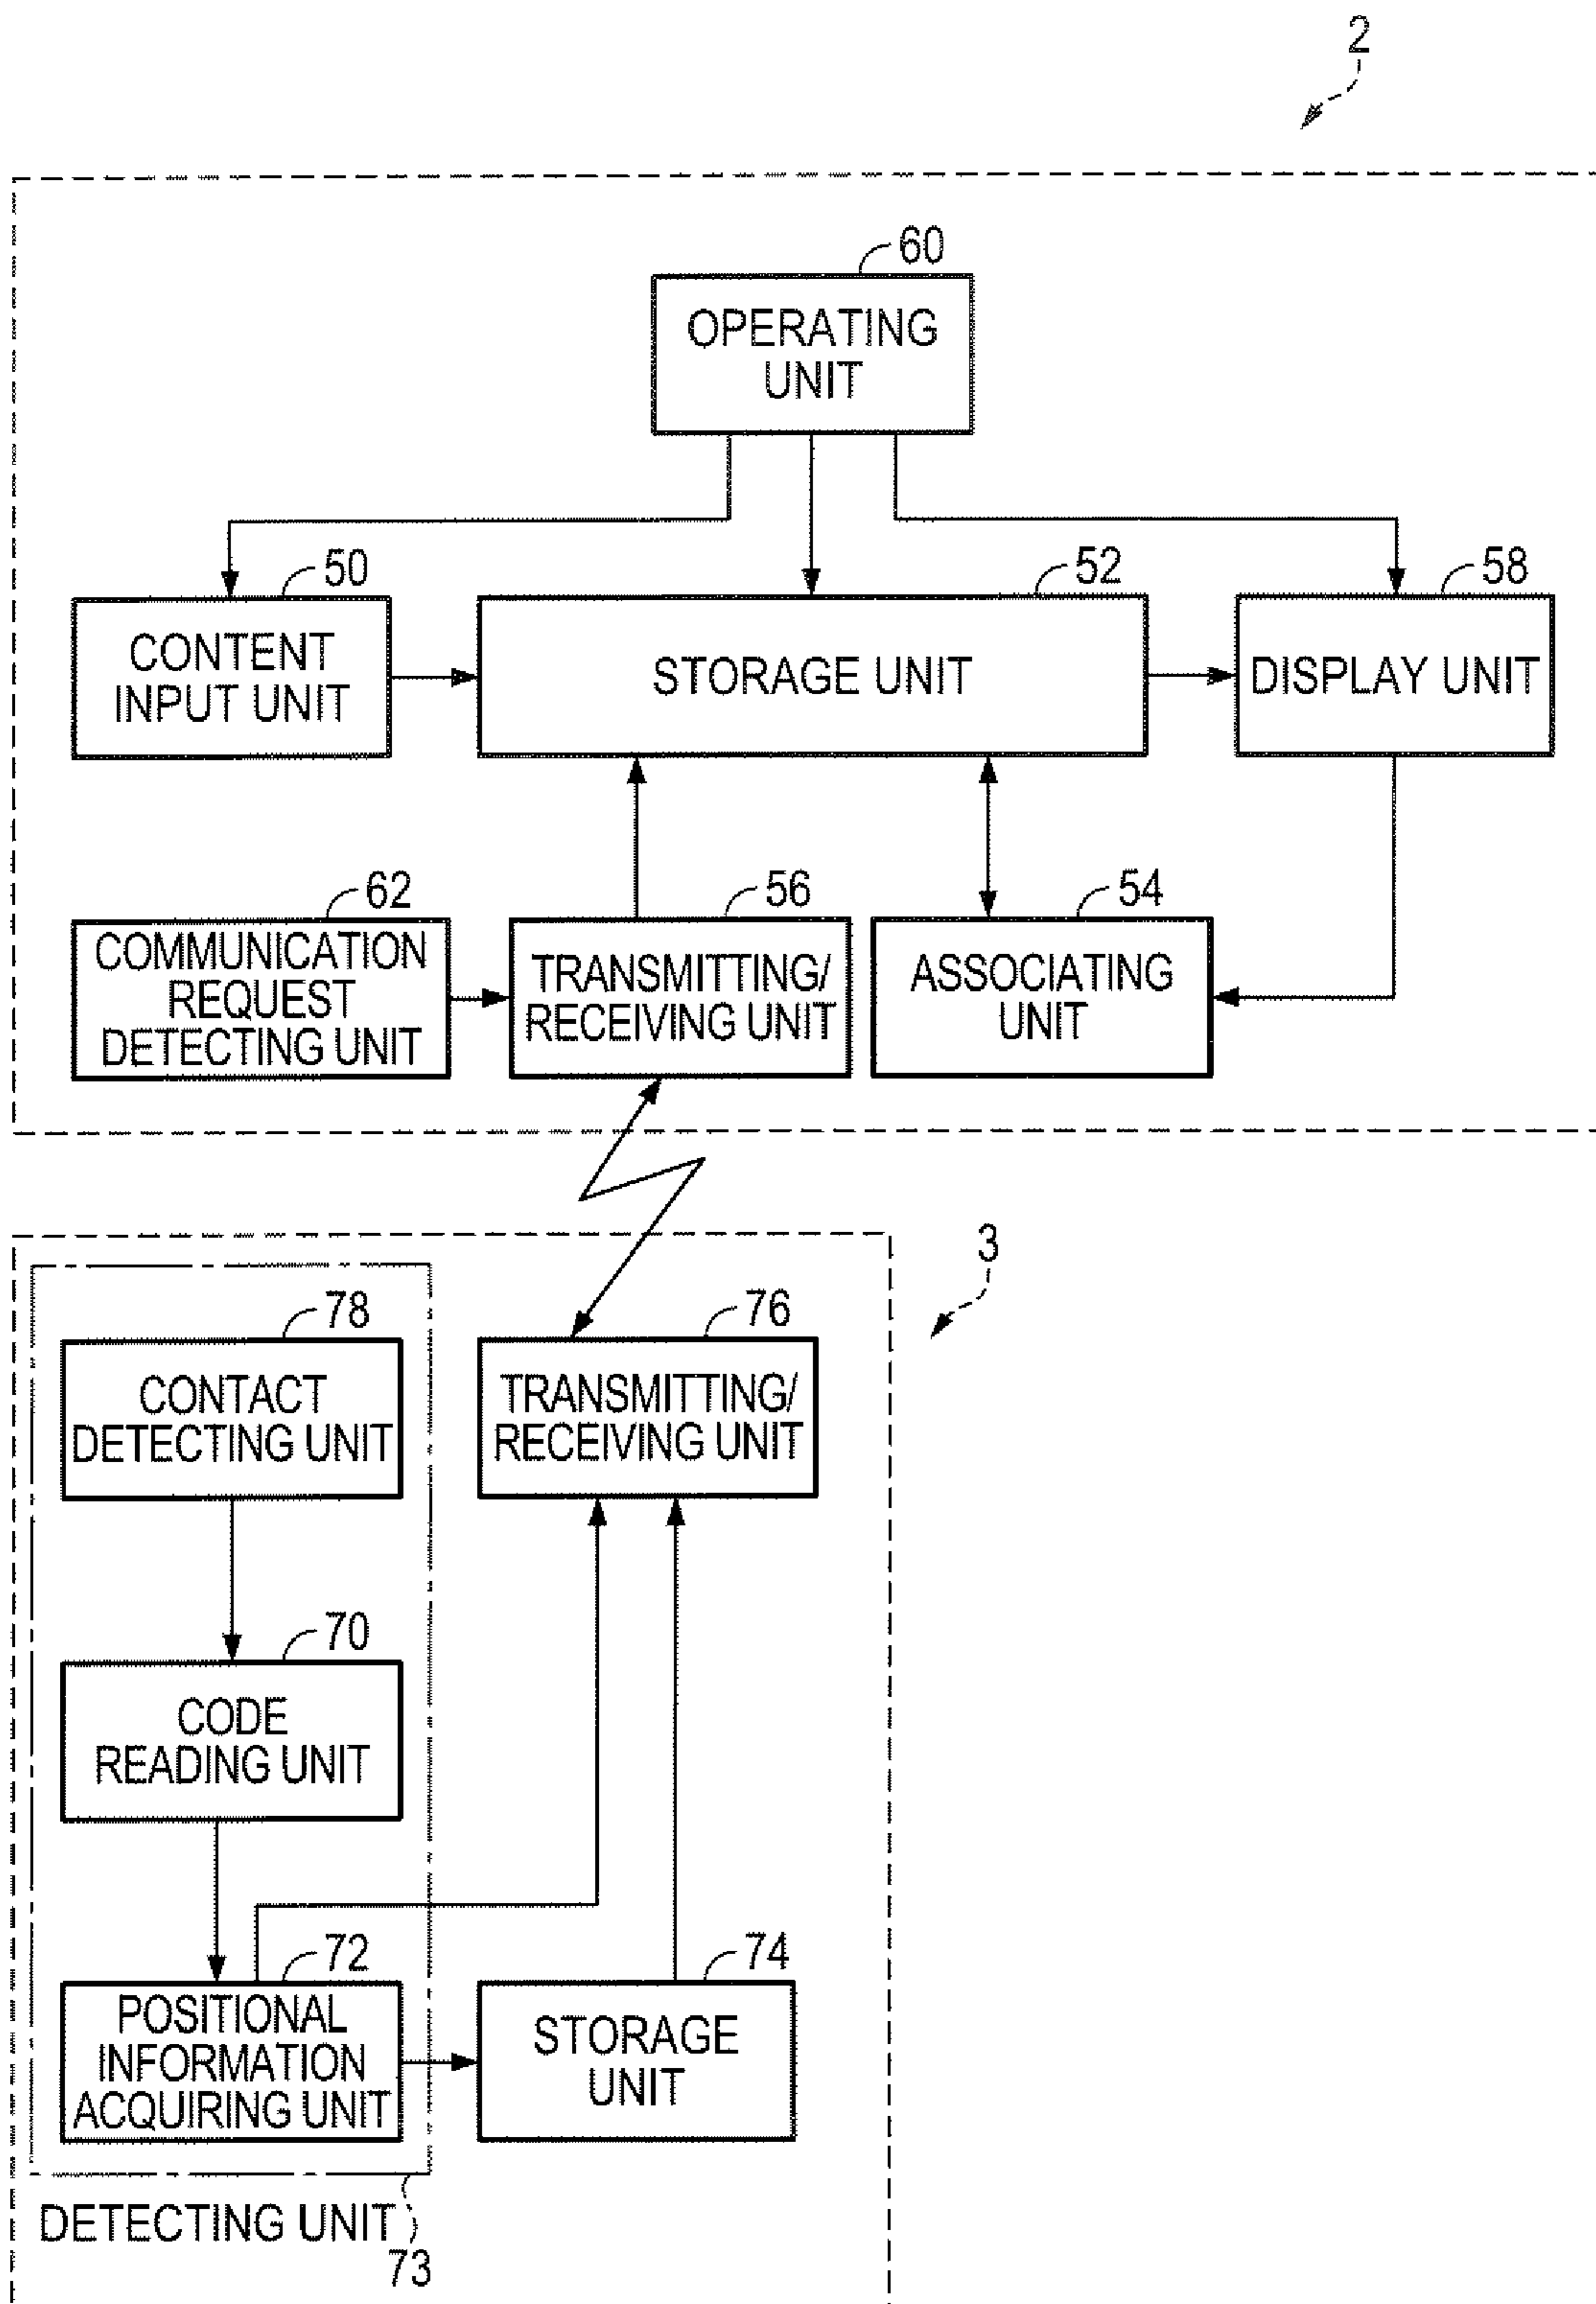 2
60
OPERATING
UNIT
50
CONTENT
INPUT UNIT
52
STORAGE UNIT
58
DISPLAY UNIT
62
COMMUNICATION
REQUEST
DETECTING UNIT
56
TRANSMITTING/
RECEIVING UNIT
54
ASSOCIATING
UNIT
3
78
CONTACT
DETECTING UNIT
76
TRANSMITTING/
RECEIVING UNIT
70
CODE
READING UNIT
72
POSITIONAL
INFORMATION
ACQUIRING UNIT
74
STORAGE
UNIT
DETECTING UNIT
73